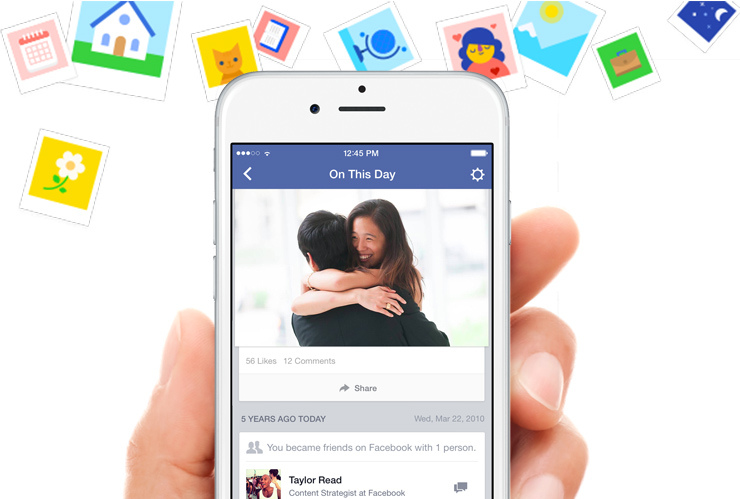 12:45 PM
On This Day
56 Likes 12 Comments
Share
5 YEARS AGO TODAY Wed, Mar 22, 2010
You became friends on Facebook with 1 person.
Taylor Read
Content Strategist at Facebook